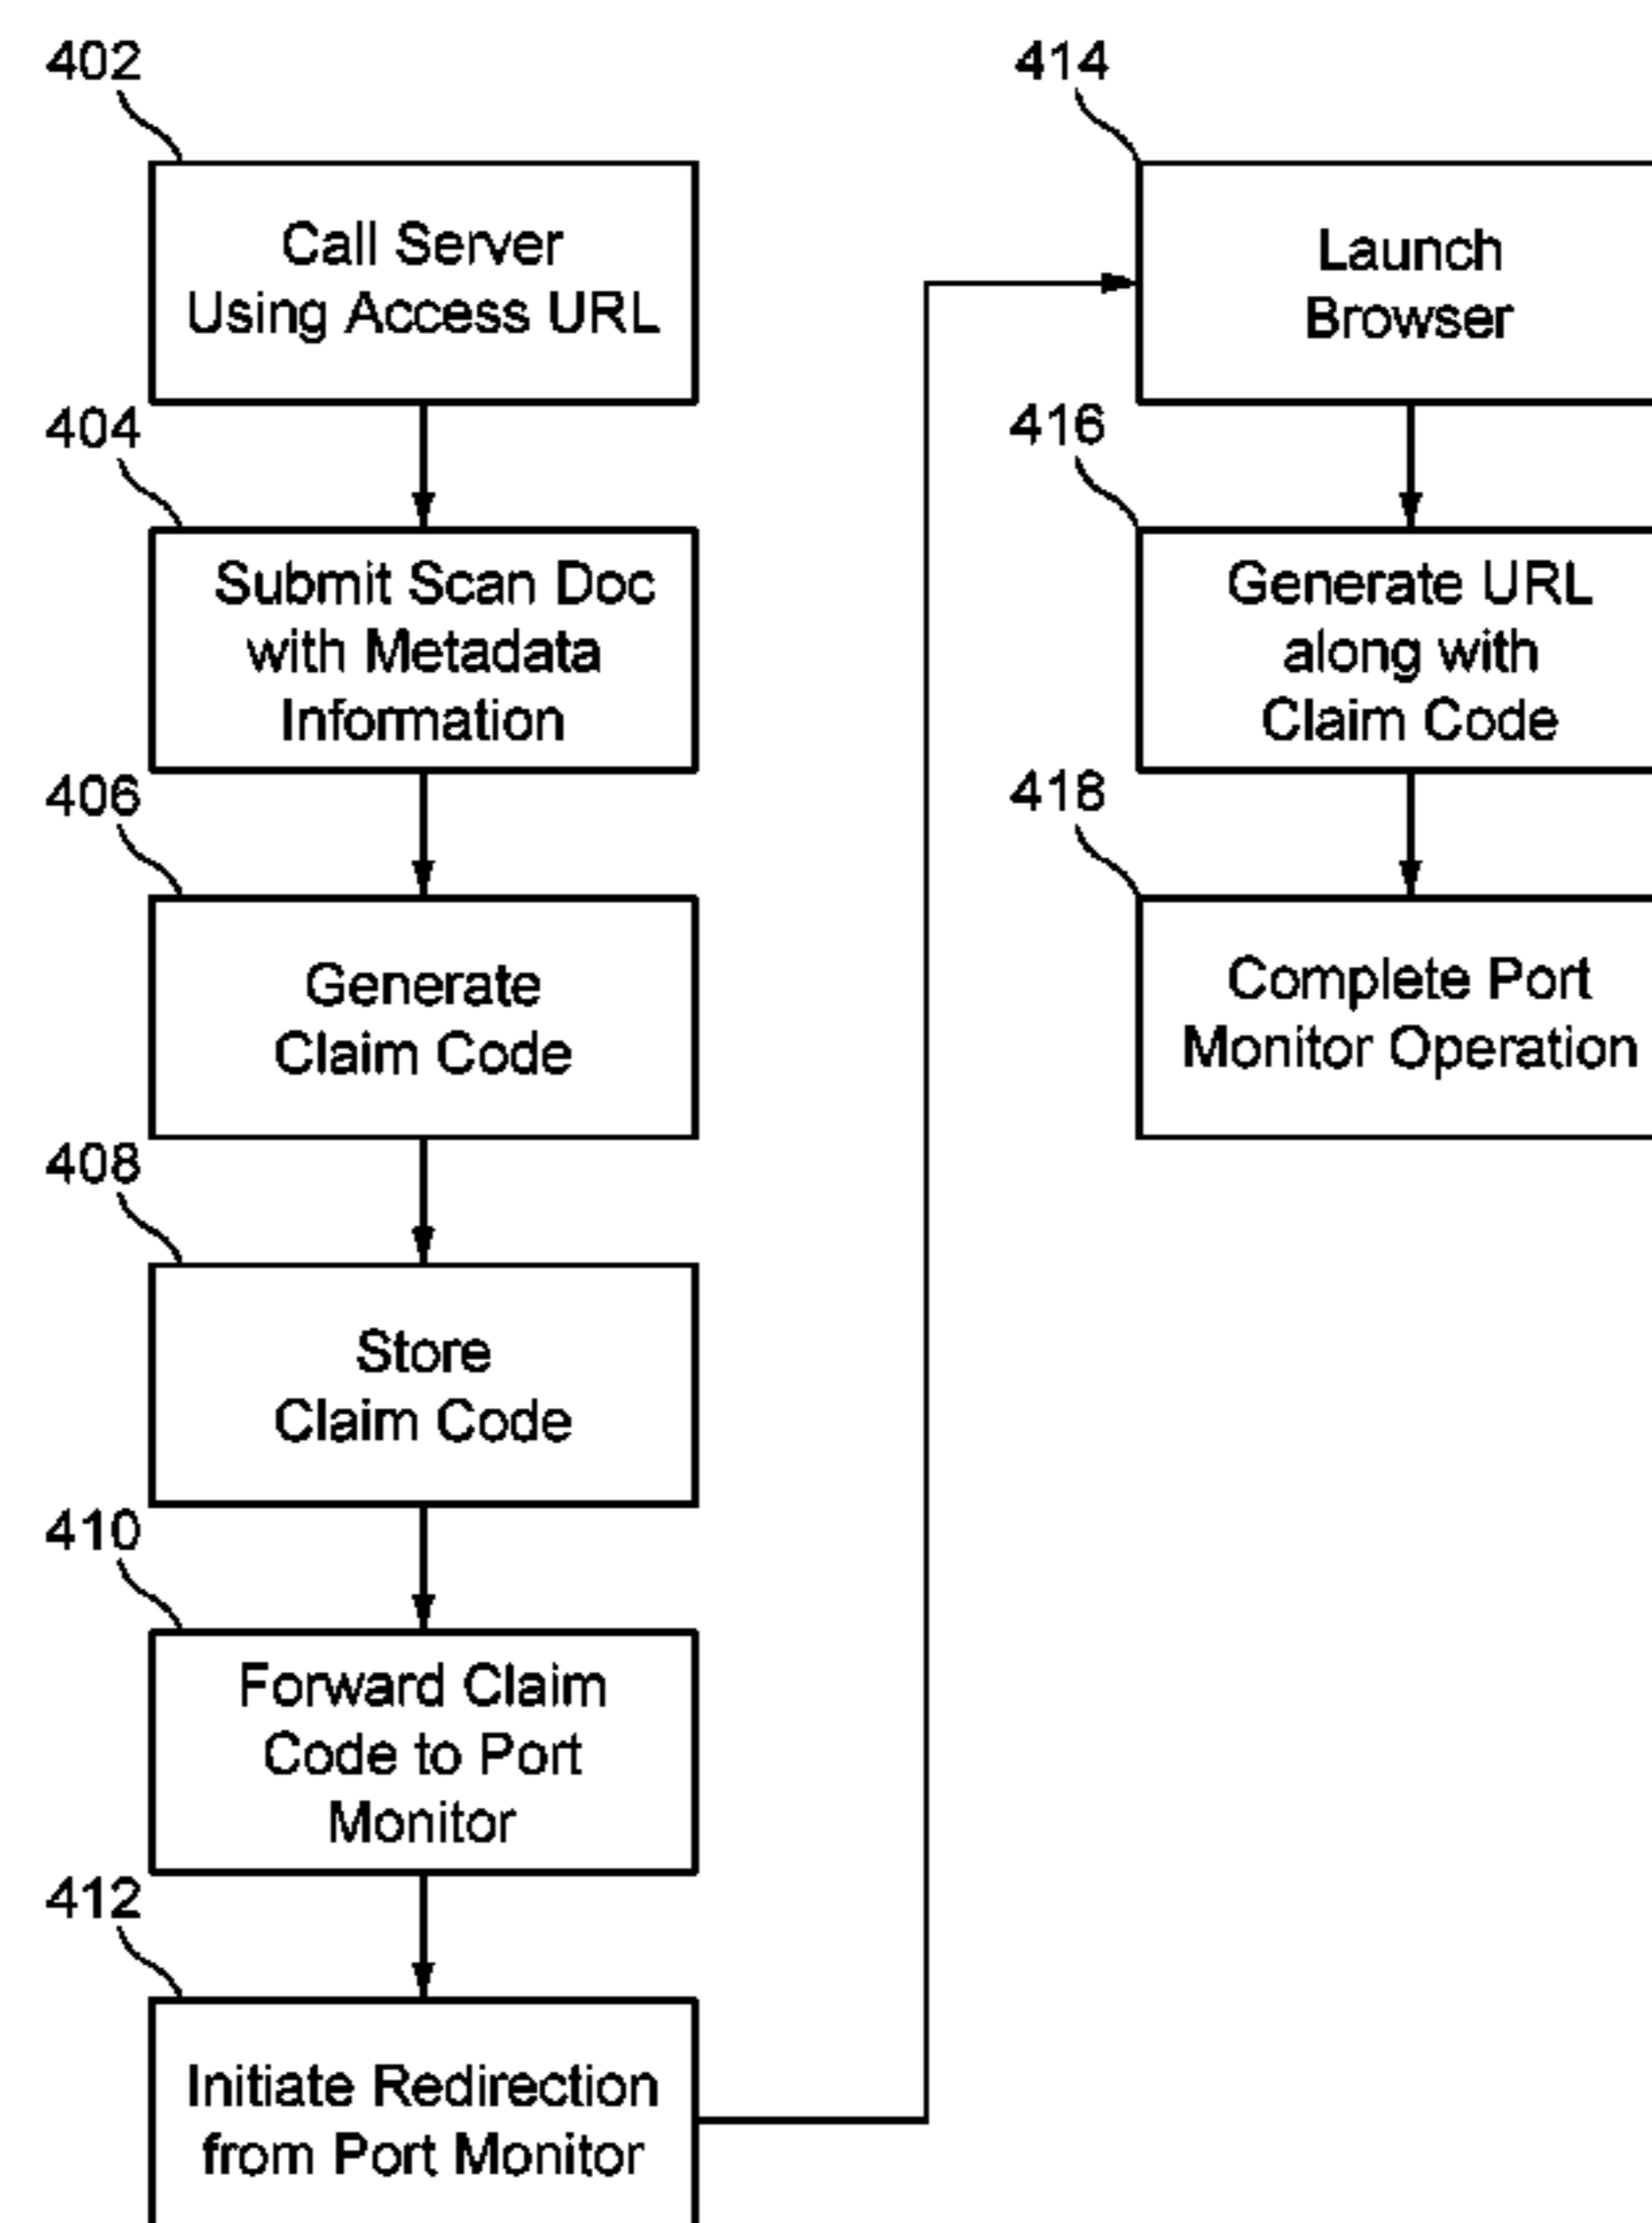 402
Call Server
Using Access URL
404
Submit Scan Doc
with Metadata
Information
406
Generate
Claim Code
408
Store
Claim Code
410
Forward Claim
Code to Port
Monitor
412
Initiate Redirection
from Port Monitor
414
Launch
Browser
416
Generate URL
along with
Claim Code
418
Complete Port
Monitor Operation